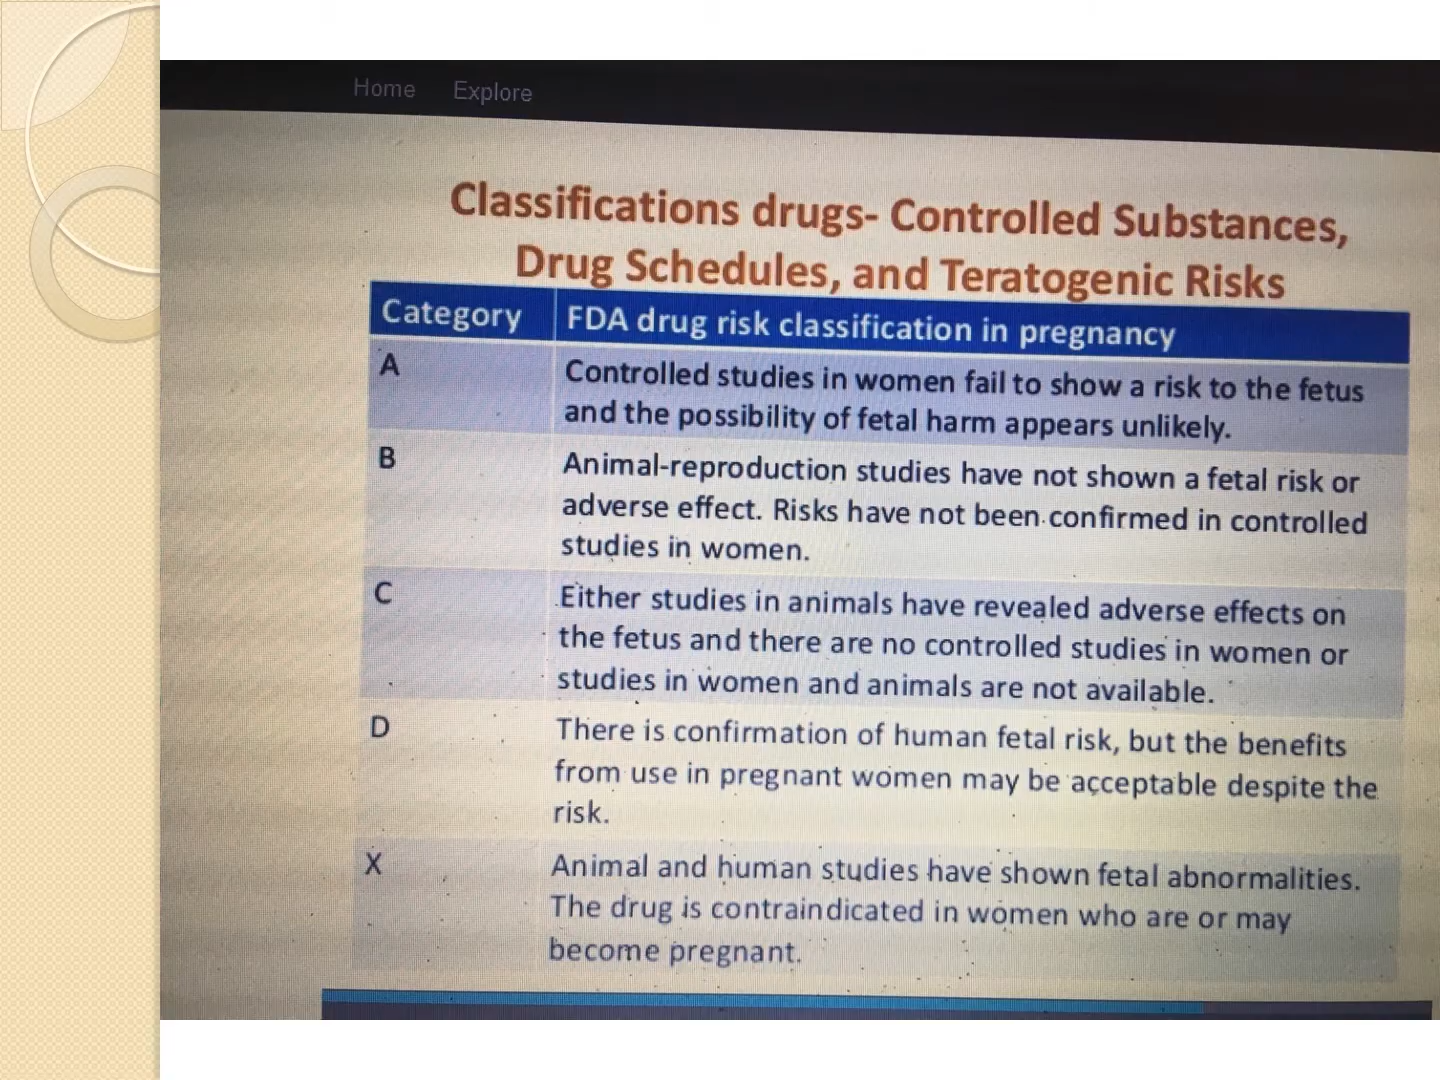 Home Explore
Classifications drugs- Controlled Substances,
Drug Schedules, and Teratogenic Risks
Category FDA drug risk classification in pregnancy
A Controlled studies in women fail to show a risk to the fetus
and the possibility of fetal harm appears unlikely.
B Animal-reproduction studies have not shown a fetal risk or
adverse effect. Risks have not been confirmed in controlled
studies in women.
C Either studies in animals have revealed adverse effects on
the fetus and there are no controlled studies in women or
studies in women and animals are not available.
D There is confirmation of human fetal risk, but the benefits
from use in pregnant women may be acceptable despite the
risk.
X Animal and human studies have shown fetal abnormalities.
The drug is contraindicated in women who are or may
become pregnant.